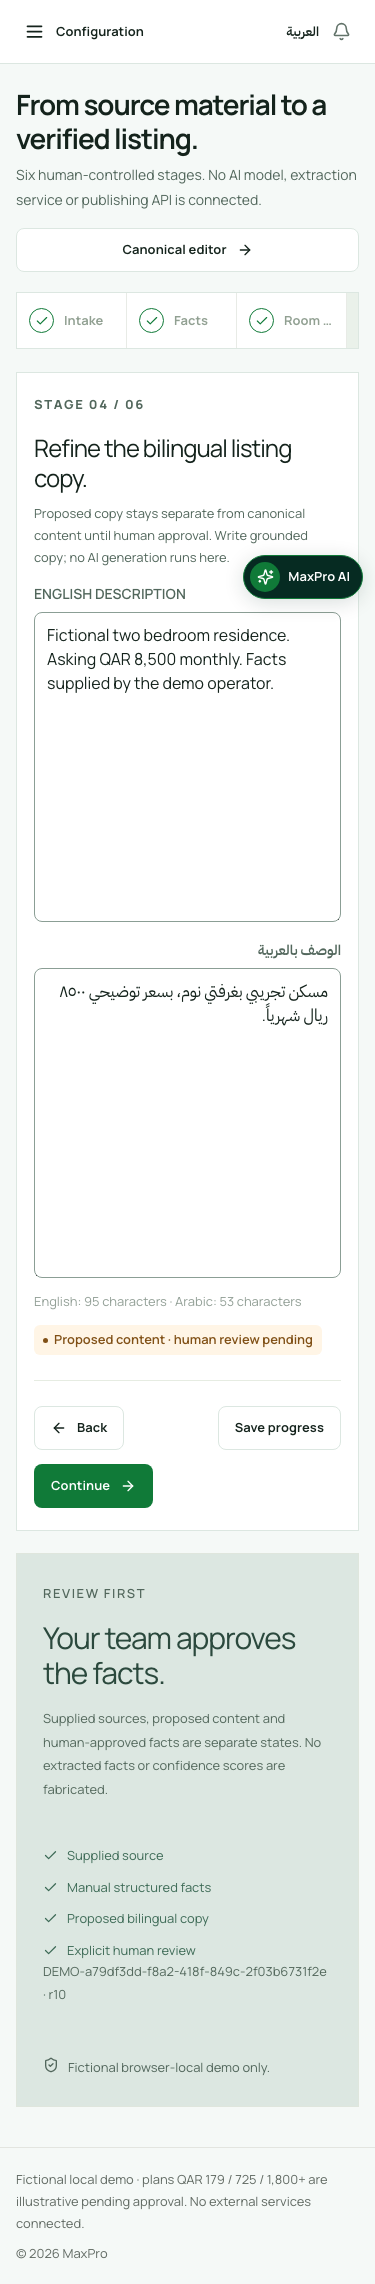 Configuration
العربية
From source material to a
verified listing.
Six human-controlled stages. No AI model, extraction
service or publishing API is connected.
Canonical editor
Intake
Facts
Room ...
STAGE 04 / 06
Refine the bilingual listing
copy.
Proposed copy stays separate from canonical
content until human approval. Write grounded
copy; no AI generation runs here.
MaxPro AI
ENGLISH DESCRIPTION
Fictional two bedroom residence.
Asking QAR 8,500 monthly. Facts
supplied by the demo operator.
الوصف بالعربية
مسكن تجريبي بغرفتي نوم، بسعر توضيحي ٨٥٠٠
ريال شهرياً.
English: 95 characters · Arabic: 53 characters
Proposed content · human review pending
Back
Save progress
Continue
REVIEW FIRST
Your team approves
the facts.
Supplied sources, proposed content and
human-approved facts are separate states. No
extracted facts or confidence scores are
fabricated.
Supplied source
Manual structured facts
Proposed bilingual copy
Explicit human review
DEMO-a79df3dd-f8a2-418f-849c-2f03b6731f2e
· r10
Fictional browser-local demo only.
Fictional local demo · plans QAR 179 / 725 / 1,800+ are
illustrative pending approval. No external services
connected.
© 2026 MaxPro